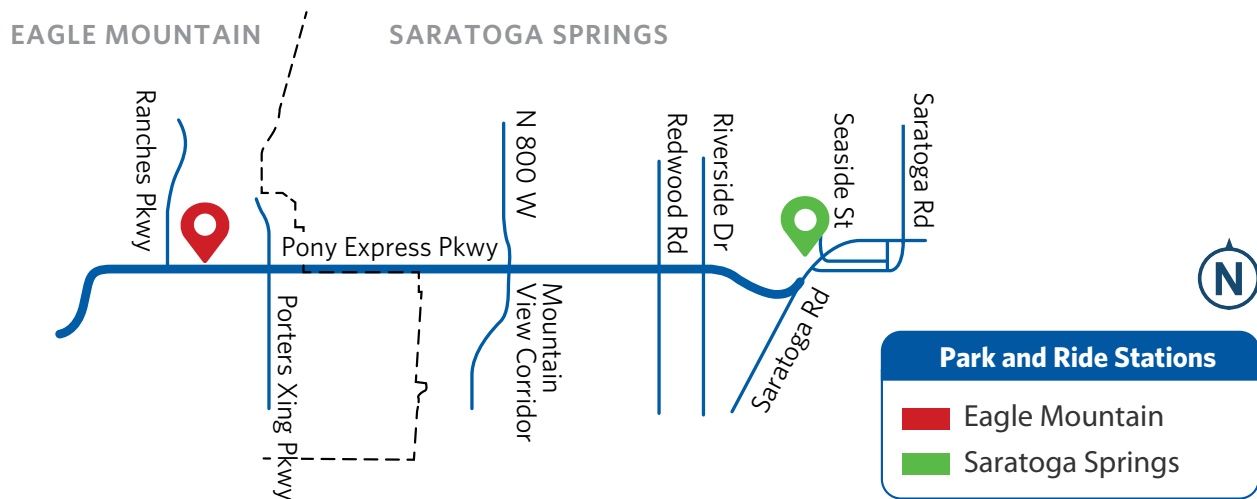 EAGLE MOUNTAIN
SARATOGA SPRINGS
Ranches Pkwy
N 800 W
Redwood Rd
Riverside Dr
Seaside St
Saratoga Rd
Pony Express Pkwy
Porters Xing Pkwy
Mountain
View Corridor
Saratoga Rd
N
Park and Ride Stations
Eagle Mountain
Saratoga Springs